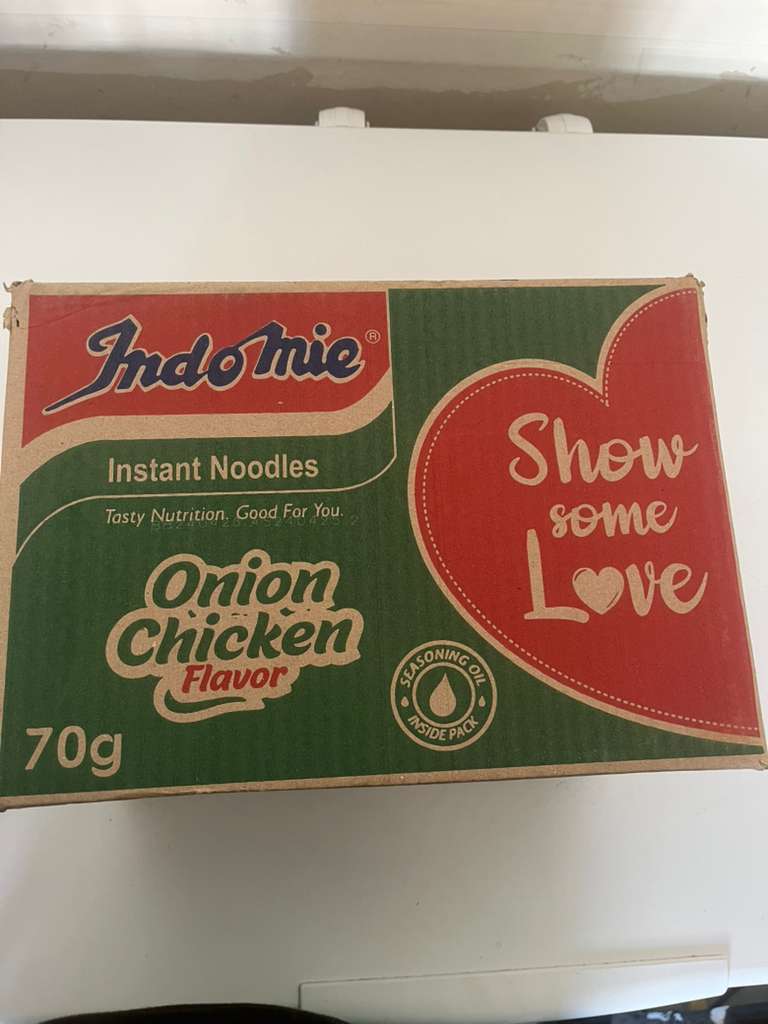 Indomie®
Instant Noodles
Tasty Nutrition. Good For You.
Onion
Chicken
Flavor
70g
SEASONING OIL
INSIDE PACK
Show
some
Love